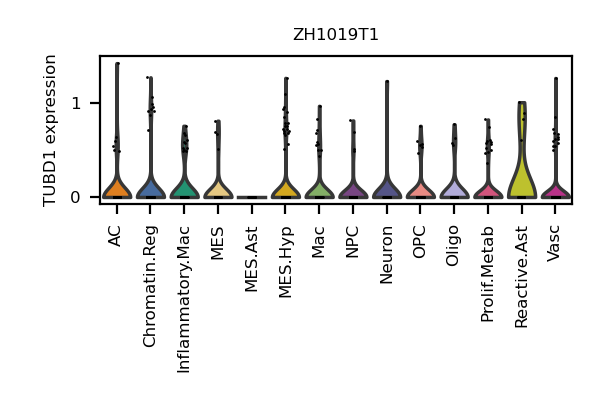 ZH1019T1
TUBD1 expression
1
0
AC
Chromatin.Reg
Inflammatory.Mac
MES
MES.Ast
MES.Hyp
Mac
NPC
Neuron
OPC
Oligo
Prolif.Metab
Reactive.Ast
Vasc